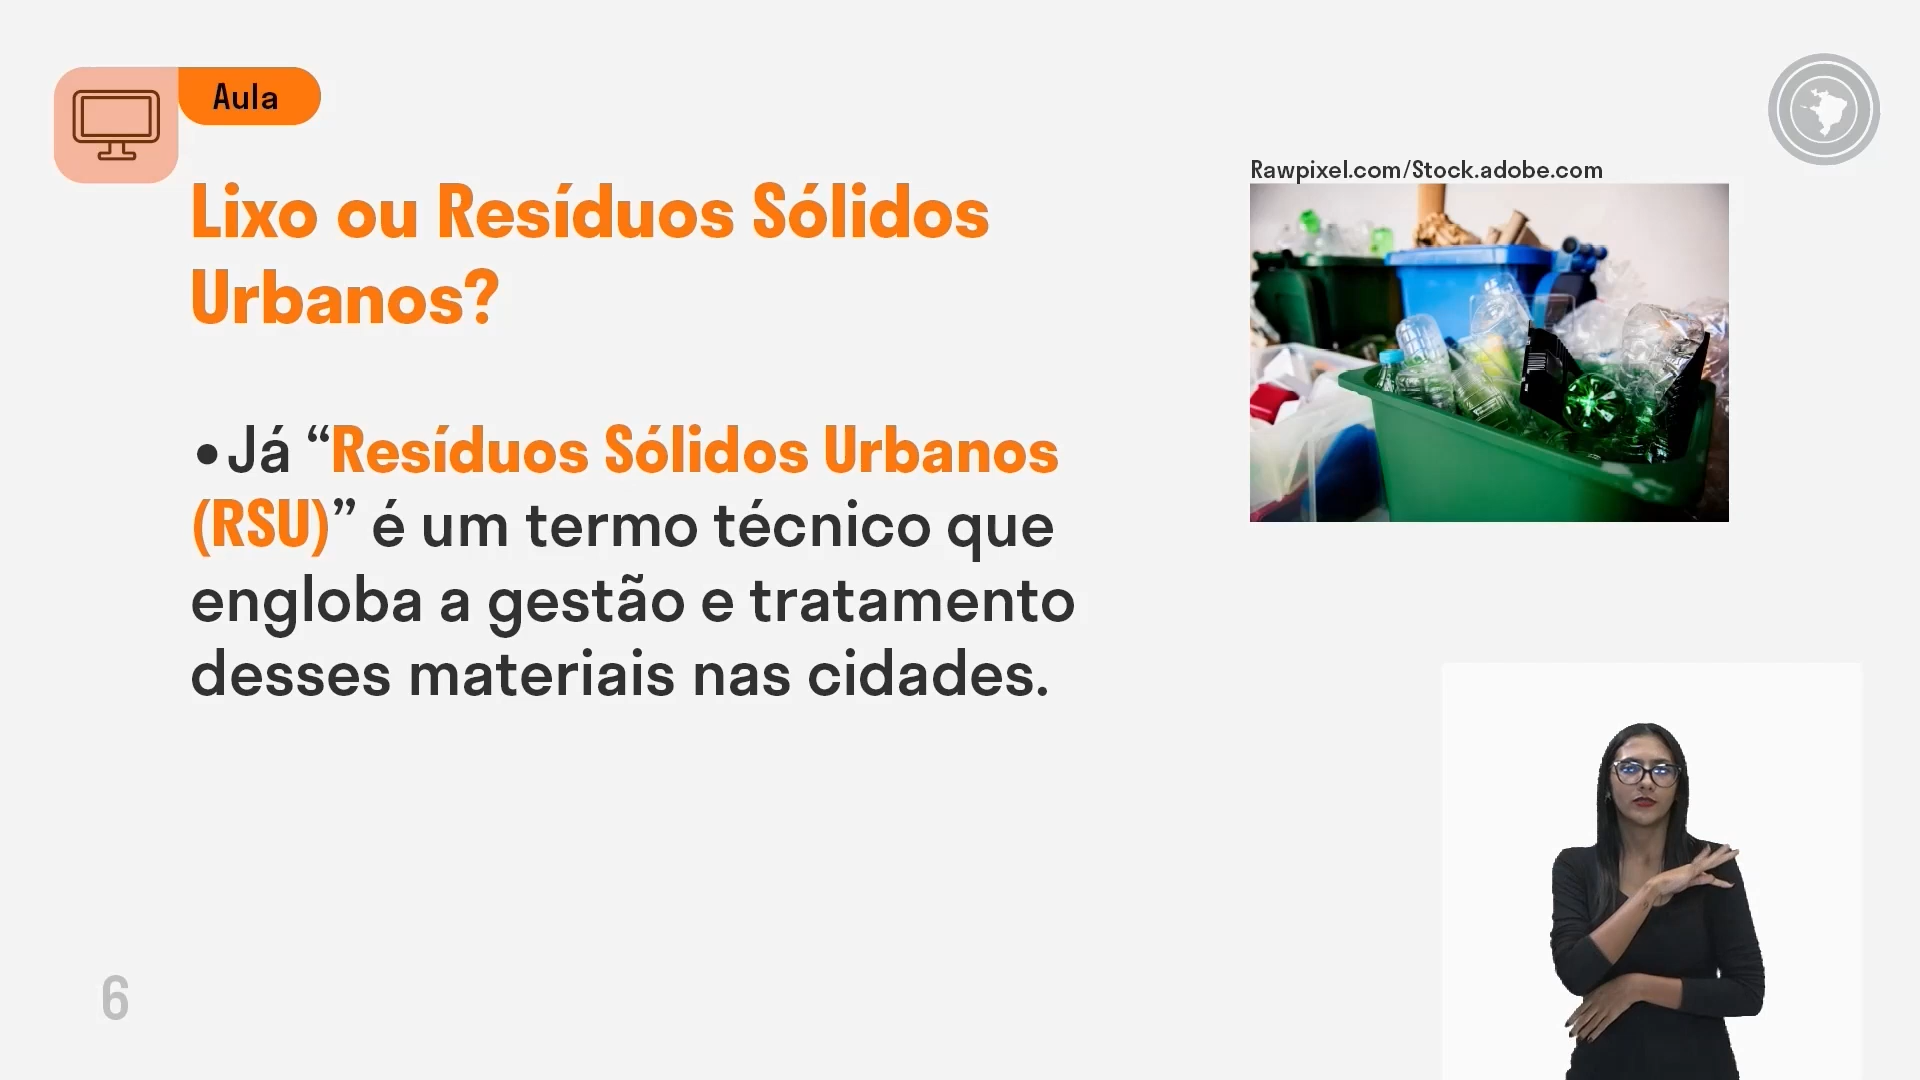 Aula
Lixo ou Resíduos Sólidos
Urbanos?
Rawpixel.com/Stock.adobe.com
•Já “Resíduos Sólidos Urbanos
(RSU)” é um termo técnico que
engloba a gestão e tratamento
desses materiais nas cidades.
6